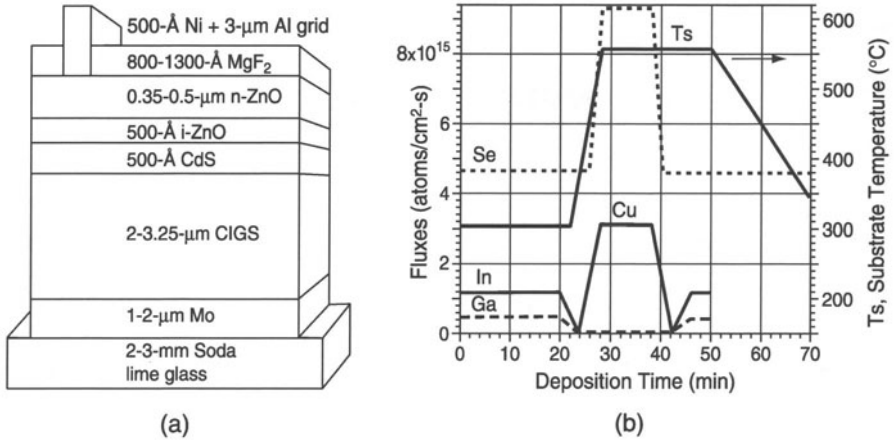 500-Å Ni + 3-μm Al grid
800-1300-Å MgF₂
0.35-0.5-μm n-ZnO
500-Å i-ZnO
500-Å CdS
2-3.25-μm CIGS
1-2-μm Mo
2-3-mm Soda
lime glass
(a)
Fluxes (atoms/cm²-s)
8x10¹⁵
6
4
2
0
Se
In
Ga
Cu
Ts
600
500
400
300
200
Ts, Substrate Temperature (°C)
0 10 20 30 40 50 60 70
Deposition Time (min)
(b)